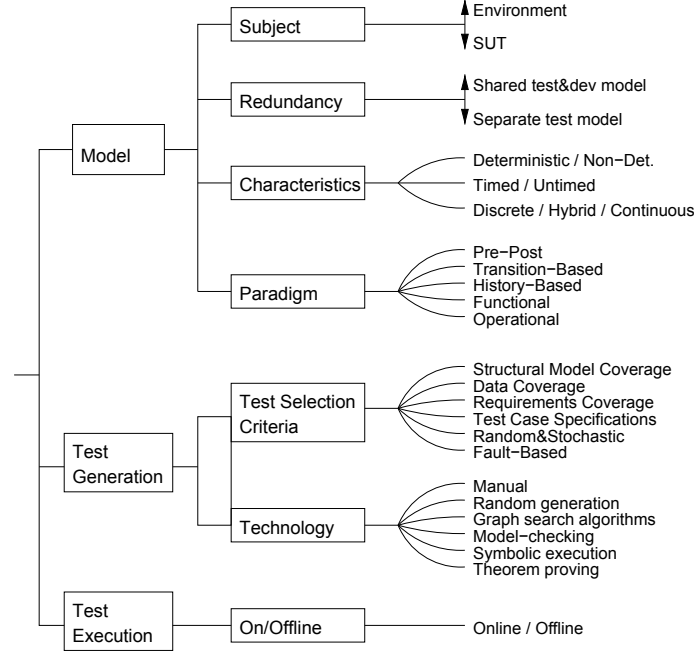 Subject
Environment
SUT
Redundancy
Shared test&dev model
Separate test model
Model
Characteristics
Deterministic / Non−Det.
Timed / Untimed
Discrete / Hybrid / Continuous
Paradigm
Pre−Post
Transition−Based
History−Based
Functional
Operational
Test
Generation
Test Selection
Criteria
Structural Model Coverage
Data Coverage
Requirements Coverage
Test Case Specifications
Random&Stochastic
Fault−Based
Technology
Manual
Random generation
Graph search algorithms
Model−checking
Symbolic execution
Theorem proving
Test
Execution
On/Offline
Online / Offline